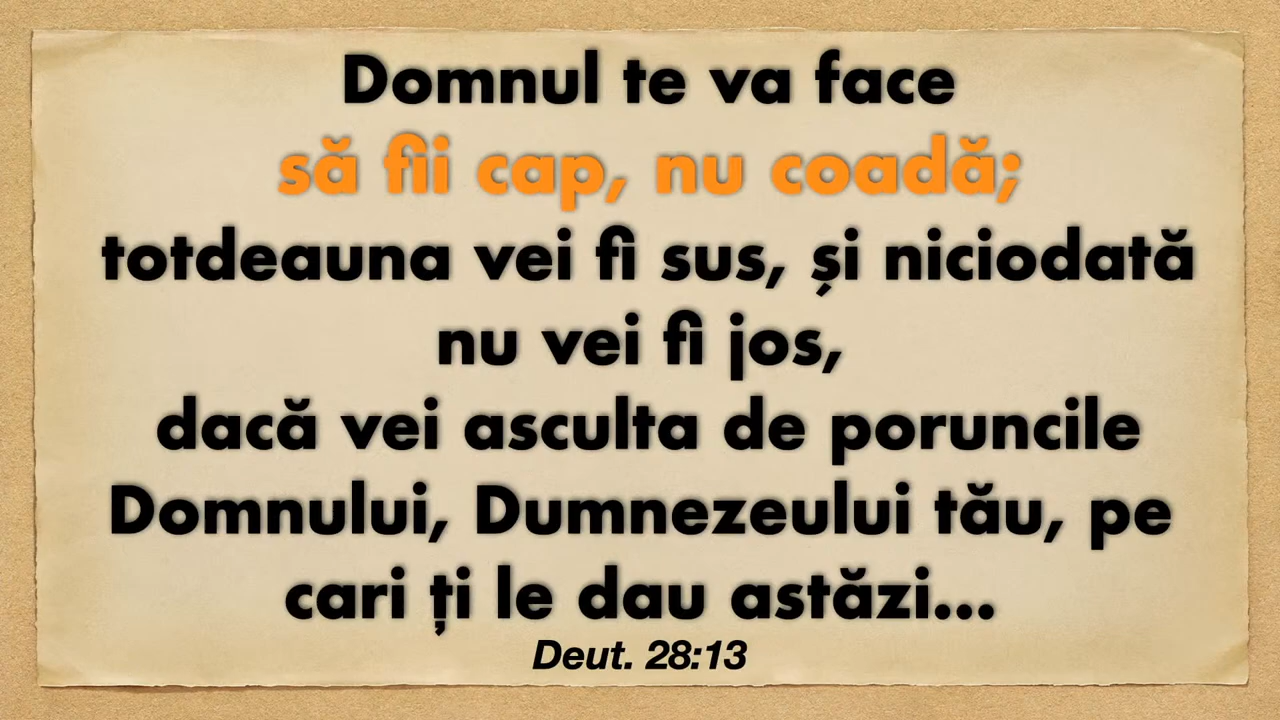 Domnul te va face
să fii cap, nu coadă;
totdeauna vei fi sus, și niciodată
nu vei fi jos,
dacă vei asculta de poruncile
Domnului, Dumnezeului tău, pe
cari ți le dau astăzi...
Deut. 28:13